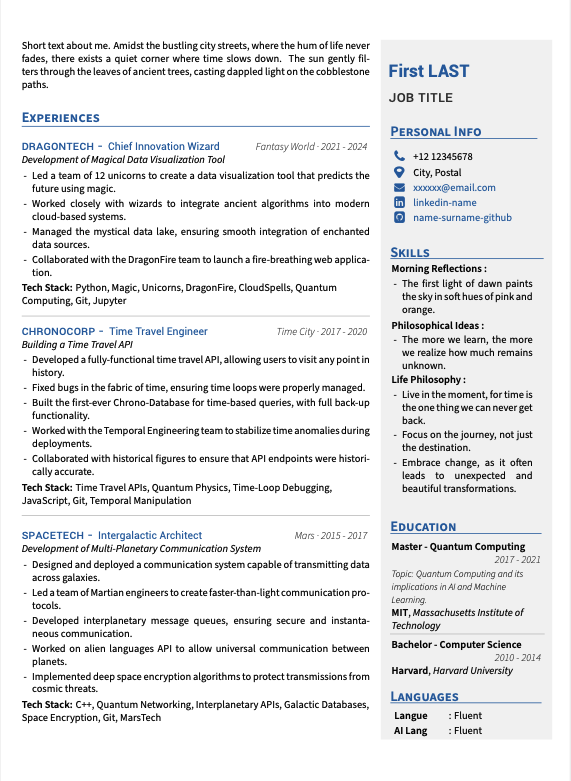 Short text about me. Amidst the bustling city streets, where the hum of life never
fades, there exists a quiet corner where time slows down. The sun gently fil-
ters through the leaves of ancient trees, casting dappled light on the cobblestone
paths.
Experiences
DRAGONTECH - Chief Innovation Wizard Fantasy World · 2021 - 2024
Development of Magical Data Visualization Tool
- Led a team of 12 unicorns to create a data visualization tool that predicts the
future using magic.
- Worked closely with wizards to integrate ancient algorithms into modern
cloud-based systems.
- Managed the mystical data lake, ensuring smooth integration of enchanted
data sources.
- Collaborated with the DragonFire team to launch a fire-breathing web applica-
tion.
Tech Stack: Python, Magic, Unicorns, DragonFire, CloudSpells, Quantum
Computing, Git, Jupyter
CHRONOCORP - Time Travel Engineer Time City · 2017 - 2020
Building a Time Travel API
- Developed a fully-functional time travel API, allowing users to visit any point in
history.
- Fixed bugs in the fabric of time, ensuring time loops were properly managed.
- Built the first-ever Chrono-Database for time-based queries, with full back-up
functionality.
- Worked with the Temporal Engineering team to stabilize time anomalies during
deployments.
- Collaborated with historical figures to ensure that API endpoints were histori-
cally accurate.
Tech Stack: Time Travel APIs, Quantum Physics, Time-Loop Debugging,
JavaScript, Git, Temporal Manipulation
SPACETECH - Intergalactic Architect Mars · 2015 - 2017
Development of Multi-Planetary Communication System
- Designed and deployed a communication system capable of transmitting data
across galaxies.
- Led a team of Martian engineers to create faster-than-light communication pro-
tocols.
- Developed interplanetary message queues, ensuring secure and instanta-
neous communication.
- Worked on alien languages API to allow universal communication between
planets.
- Implemented deep space encryption algorithms to protect transmissions from
cosmic threats.
Tech Stack: C++, Quantum Networking, Interplanetary APIs, Galactic Databases,
Space Encryption, Git, MarsTech
First LAST
JOB TITLE
Personal Info
+12 12345678
City, Postal
xxxxxx@email.com
linkedin-name
name-surname-github
Skills
Morning Reflections :
- The first light of dawn paints
the sky in soft hues of pink and
orange.
Philosophical Ideas :
- The more we learn, the more
we realize how much remains
unknown.
Life Philosophy :
- Live in the moment, for time is
the one thing we can never get
back.
- Focus on the journey, not just
the destination.
- Embrace change, as it often
leads to unexpected and
beautiful transformations.
Education
Master - Quantum Computing
2017 - 2021
Topic: Quantum Computing and its
implications in AI and Machine
Learning.
MIT, Massachusetts Institute of
Technology
Bachelor - Computer Science
2010 - 2014
Harvard, Harvard University
Languages
Langue : Fluent
AI Lang : Fluent